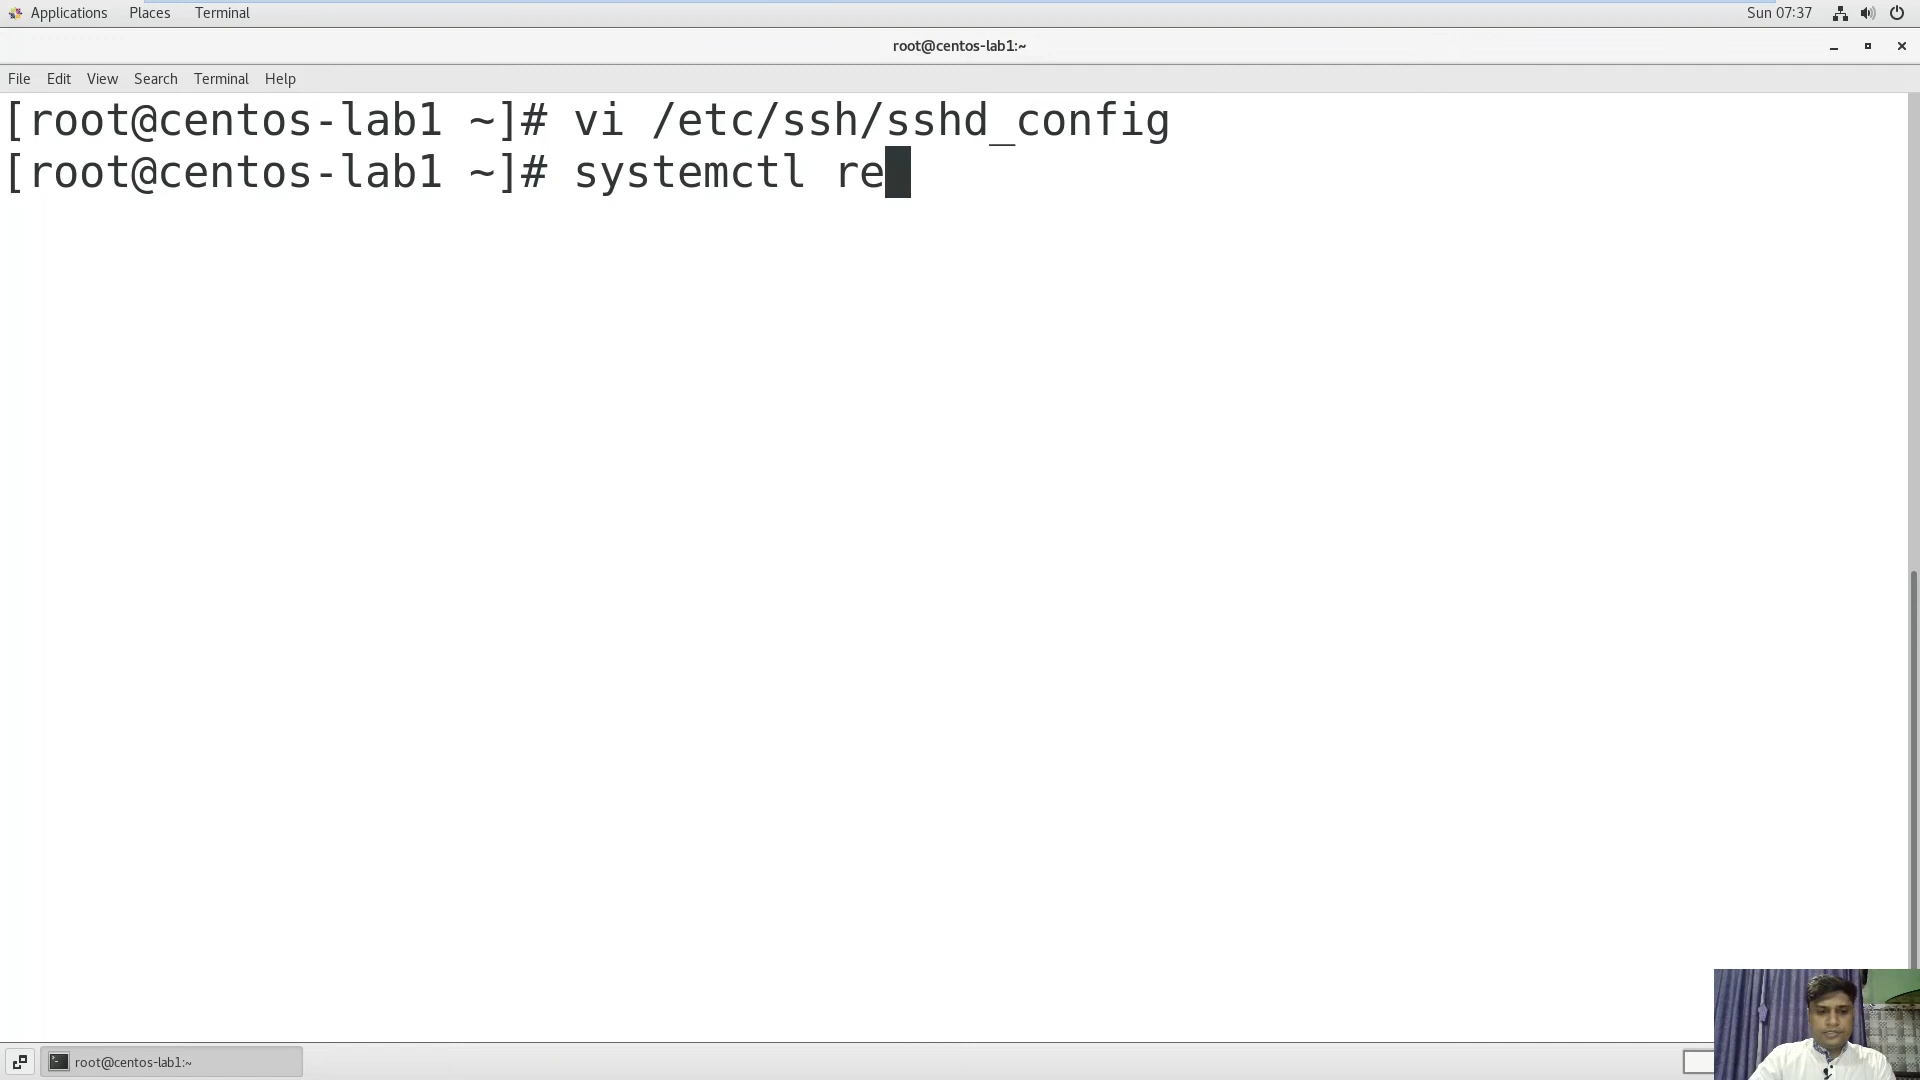 Applications Places Terminal Sun 07:37
root@centos-lab1:~
File Edit View Search Terminal Help
[root@centos-lab1 ~]# vi /etc/ssh/sshd_config
[root@centos-lab1 ~]# systemctl re
root@centos-lab1:~